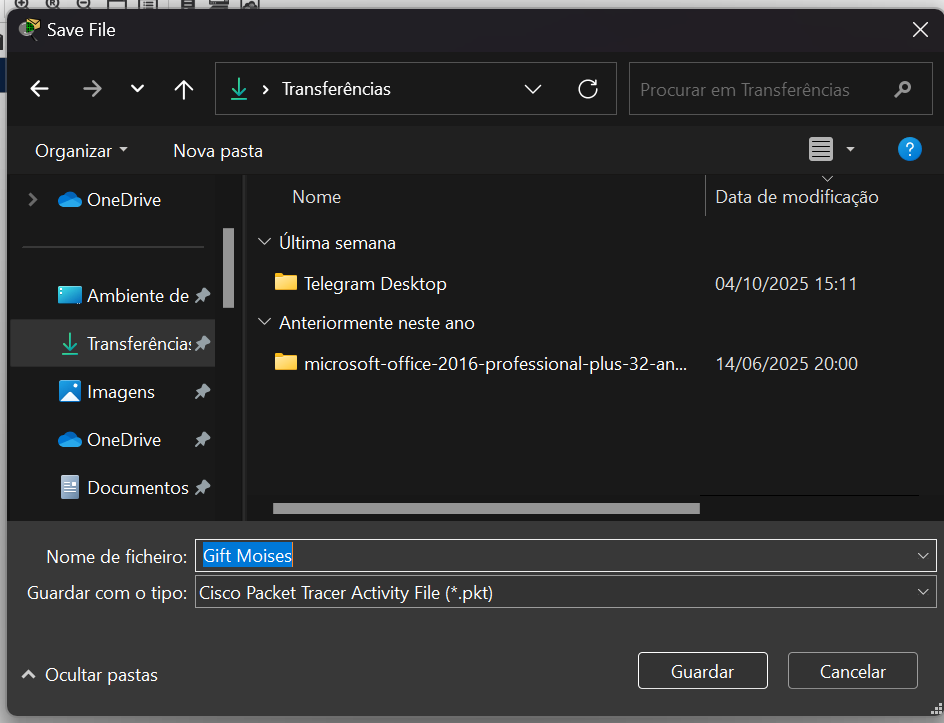 Save File
Transferências
Procurar em Transferências
Organizar
Nova pasta
?
OneDrive
Ambiente de
Transferências
Imagens
OneDrive
Documentos
Nome
Data de modificação
Última semana
Telegram Desktop
04/10/2025 15:11
Anteriormente neste ano
microsoft-office-2016-professional-plus-32-an...
14/06/2025 20:00
Nome de ficheiro:
Gift Moises
Guardar com o tipo:
Cisco Packet Tracer Activity File (*.pkt)
Ocultar pastas
Guardar
Cancelar